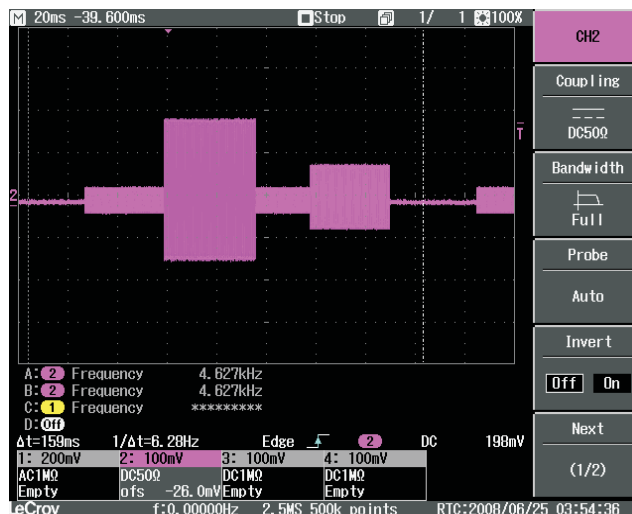 M 20ms -39.600ms Stop 1/ 1 100%
CH2
Coupling
DC50Ω
Bandwidth
Full
Probe
Auto
Invert
Off On
Next
(1/2)
2
T
A: 2 Frequency 4.627kHz
B: 2 Frequency 4.627kHz
C: 1 Frequency *********
D: Off
Δt=159ms 1/Δt=6.28Hz Edge 2 DC 198mV
1: 200mV 2: 100mV 3: 100mV 4: 100mV
AC1MΩ DC50Ω DC1MΩ DC1MΩ
Empty ofs -26.0mV Empty Empty
LeCroy f:0.00000Hz 2.5MS 500k points RTC:2008/06/25 03:54:36